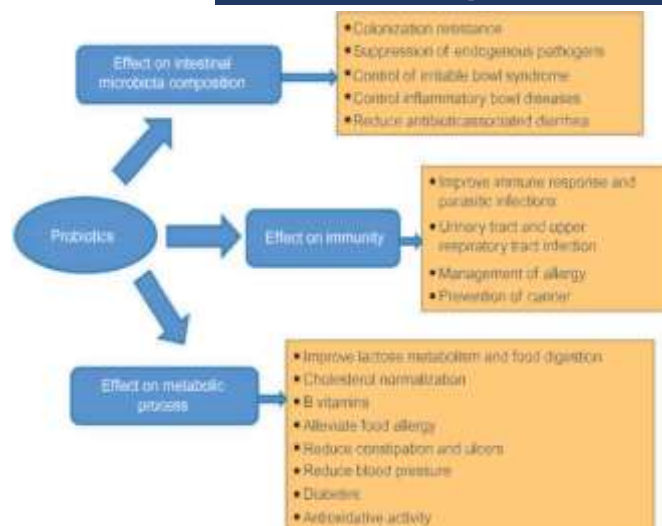 Effect on intestinal
microbicta composition
Colonization resistance
Suppression of endogenous pathogens
Control of irritable bowl syndrome
Control inflammatory bowl diseases
Reduce antibioticassociated diarrhea
Probiotics
Effect on immunity
Improve immune response and
parasitic infections
Urinary tract and upper
respiratory tract infection
Management of allergy
Prevention of cancer
Effect on metabolic
process
Improve lactose metabolism and food digestion
Cholesterol normalization
B vitamins
Alleviate food allergy
Reduce constipation and ulcers
Reduce blood pressure
Diabetes
Antioxidative activity